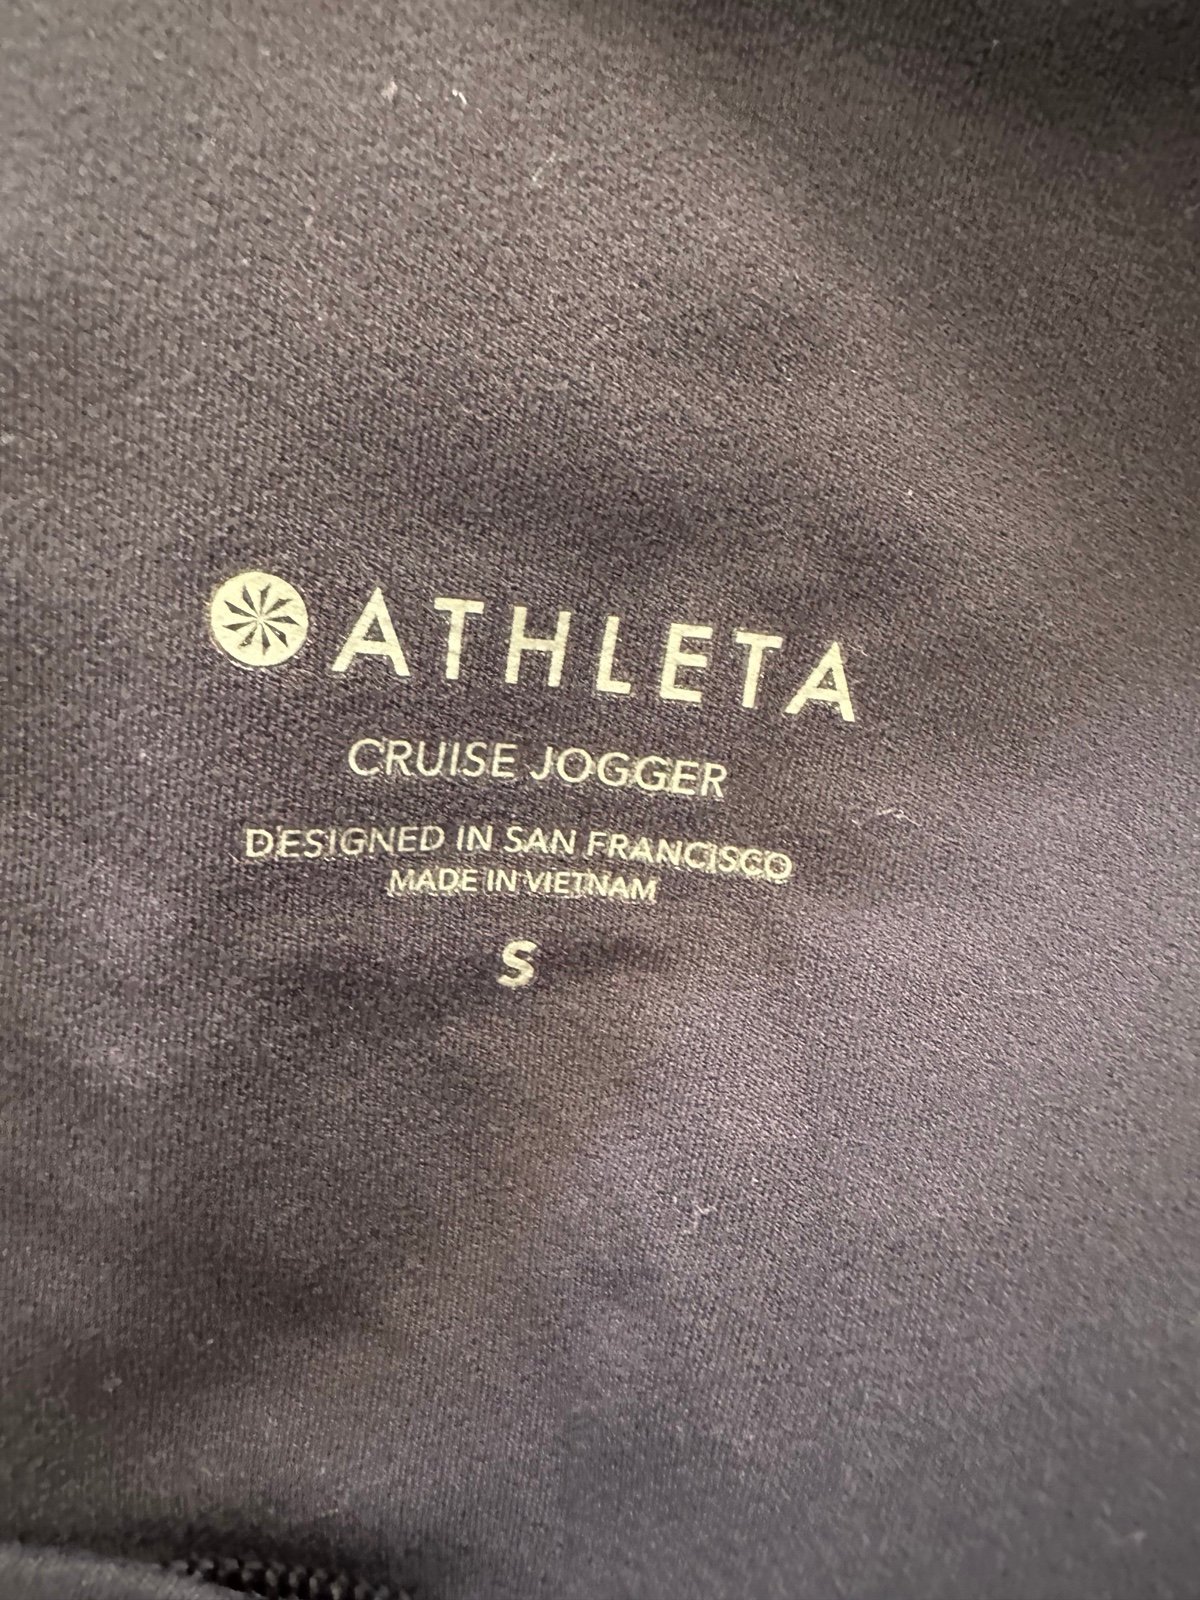 ATHLETA
CRUISE JOGGER
DESIGNED IN SAN FRANCISCO
MADE IN VIETNAM
S